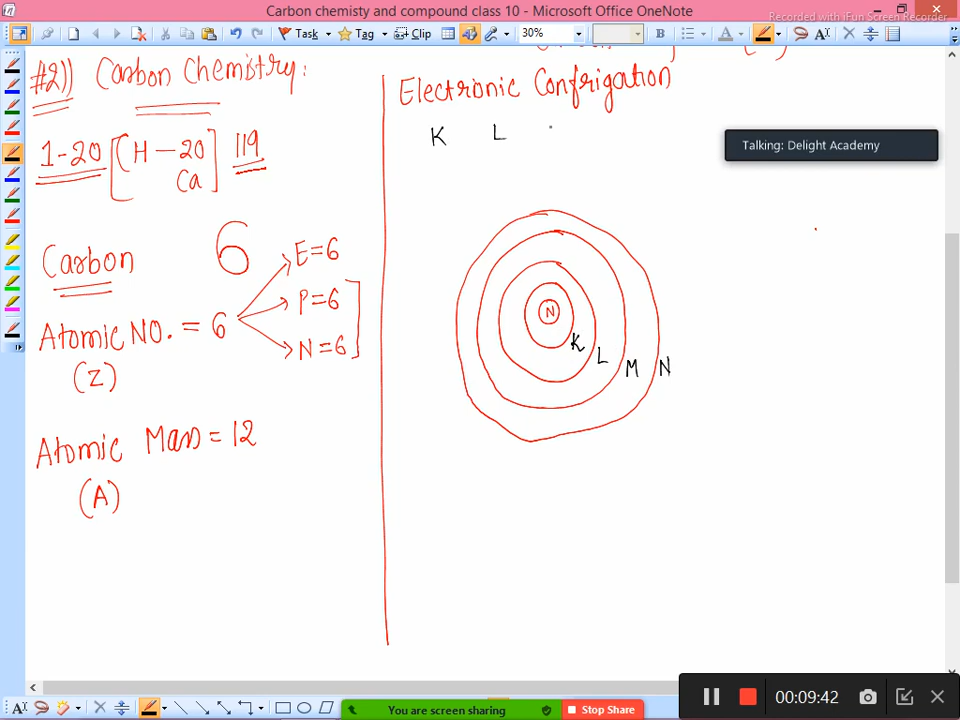 Carbon chemisty and compound class 10 - Microsoft Office OneNote
Recorded with iFun Screen Recorder
Task
Tag
Clip
30%
B
A
#2)) Carbon Chemistry:
1-20 [H — 20 119
Ca]
Carbon 6
E=6
P=6
N=6
Atomic NO. = 6
(Z)
Atomic Mass = 12
(A)
Electronic Confrigation
K L
N
K
L
M
N
Talking: Delight Academy
You are screen sharing
Stop Share
00:09:42